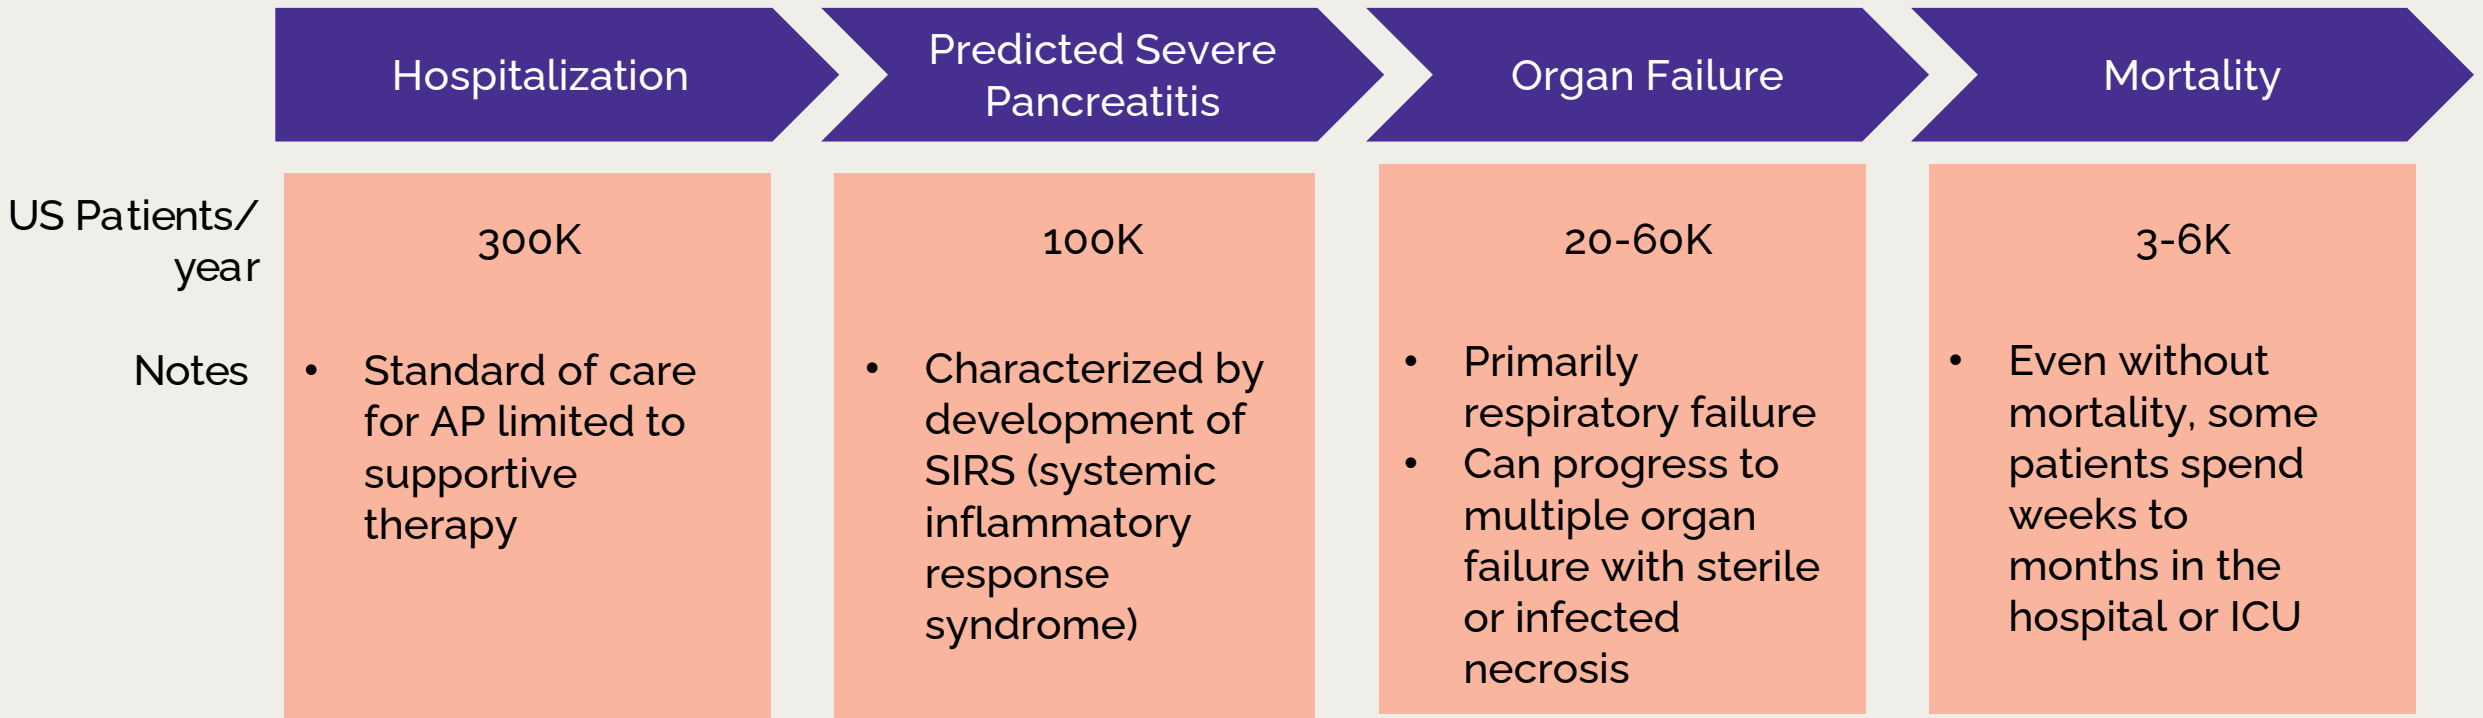 Hospitalization
Predicted Severe
Pancreatitis
Organ Failure
Mortality
US Patients/
year
300K
100K
20-60K
3-6K
Notes
• Standard of care
for AP limited to
supportive
therapy
• Characterized by
development of
SIRS (systemic
inflammatory
response
syndrome)
• Primarily
respiratory failure
• Can progress to
multiple organ
failure with sterile
or infected
necrosis
• Even without
mortality, some
patients spend
weeks to
months in the
hospital or ICU